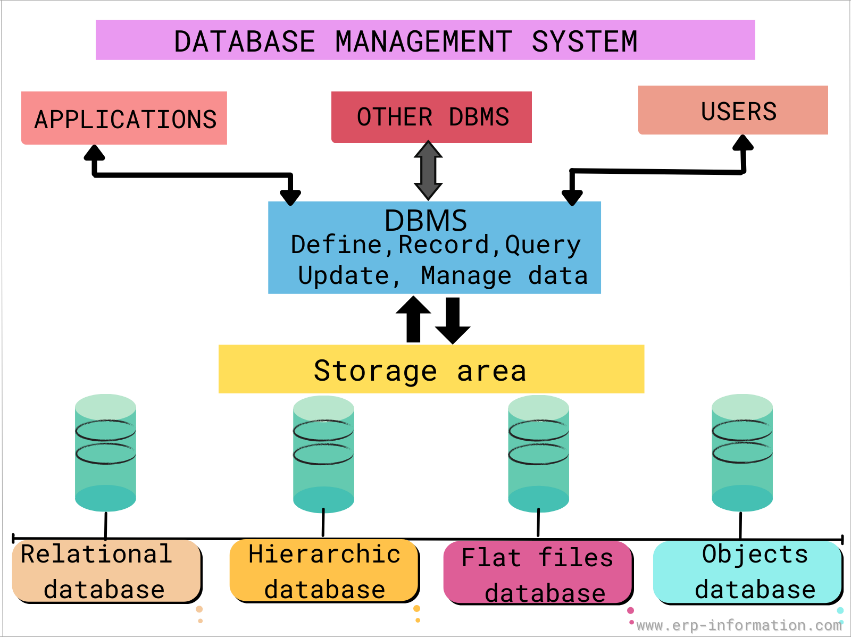 DATABASE MANAGEMENT SYSTEM
APPLICATIONS
OTHER DBMS
USERS
DBMS
Define,Record,Query
Update, Manage data
Storage area
Relational
database
Hierarchic
database
Flat files
database
Objects
database
www.erp-information.com